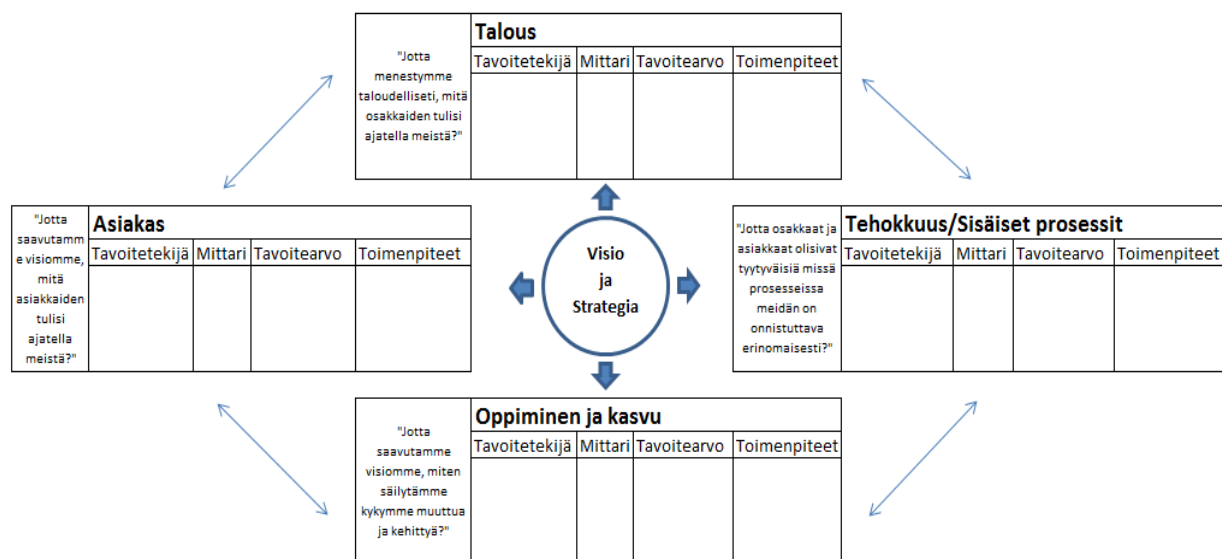 Talous
"Jotta
menestymme
taloudelliseti, mitä
osakkaiden tulisi
ajatella meistä?"
Tavoitetekijä Mittari Tavoitearvo Toimenpiteet
"Jotta
saavutamm
e visiomme,
mitä
asiakkaiden
tulisi
ajatella
meistä?"
Asiakas
Tavoitetekijä Mittari Tavoitearvo Toimenpiteet
Visio
ja
Strategia
"Jotta osakkaat ja
asiakkaat olisivat
tyytyväisiä missä
prosesseissa
meidän on
onnistuttava
erinomaisesti?"
Tehokkuus/Sisäiset prosessit
Tavoitetekijä Mittari Tavoitearvo Toimenpiteet
"Jotta
saavutamme
visiomme, miten
säilytämme
kykymme muuttua
ja kehittyä?"
Oppiminen ja kasvu
Tavoitetekijä Mittari Tavoitearvo Toimenpiteet